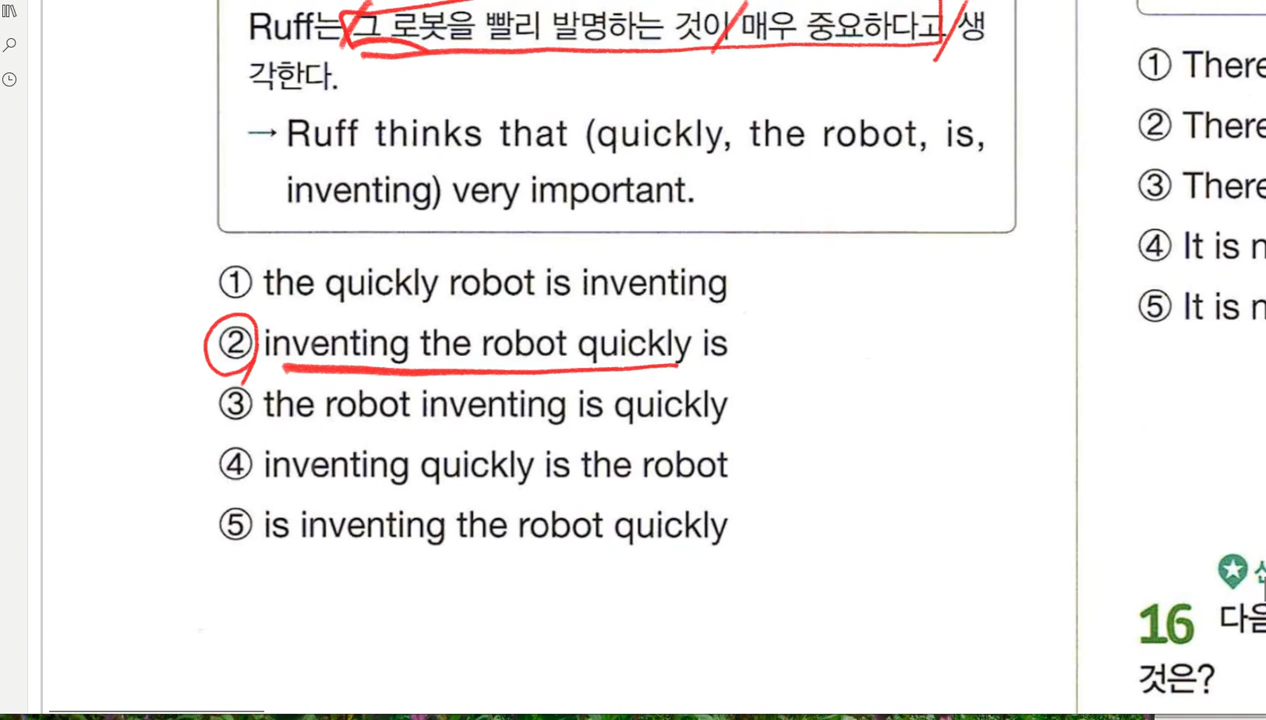 Ruff는 그 로봇을 빨리 발명하는 것이 매우 중요하다고 생
각한다.
→ Ruff thinks that (quickly, the robot, is,
inventing) very important.
① the quickly robot is inventing
② inventing the robot quickly is
③ the robot inventing is quickly
④ inventing quickly is the robot
⑤ is inventing the robot quickly
① There
② There
③ There
④ It is n
⑤ It is n
16 다음
것은?